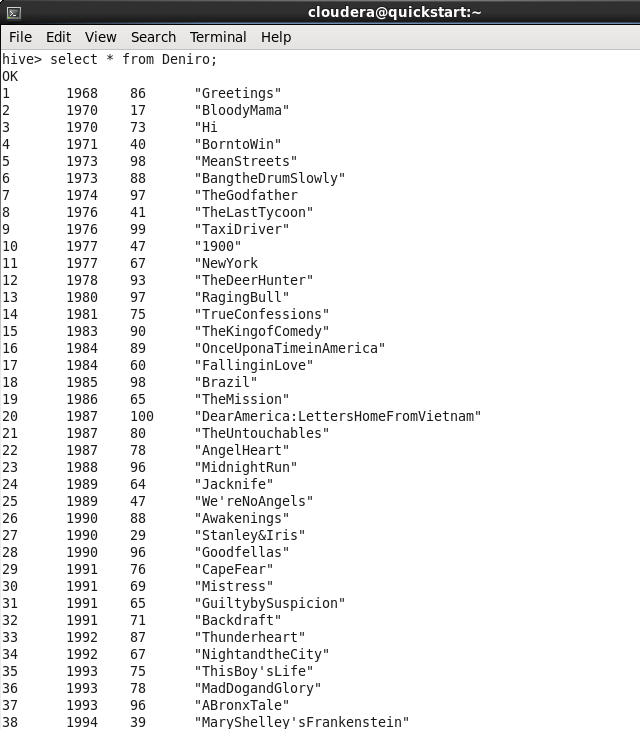 cloudera@quickstart:~
File Edit View Search Terminal Help
hive> select * from Deniro;
OK
1 1968 86 "Greetings"
2 1970 17 "BloodyMama"
3 1970 73 "Hi
4 1971 40 "BorntoWin"
5 1973 98 "MeanStreets"
6 1973 88 "BangtheDrumSlowly"
7 1974 97 "TheGodfather
8 1976 41 "TheLastTycoon"
9 1976 99 "TaxiDriver"
10 1977 47 "1900"
11 1977 67 "NewYork
12 1978 93 "TheDeerHunter"
13 1980 97 "RagingBull"
14 1981 75 "TrueConfessions"
15 1983 90 "TheKingofComedy"
16 1984 89 "OnceUponaTimeinAmerica"
17 1984 60 "FallinginLove"
18 1985 98 "Brazil"
19 1986 65 "TheMission"
20 1987 100 "DearAmerica:LettersHomeFromVietnam"
21 1987 80 "TheUntouchables"
22 1987 78 "AngelHeart"
23 1988 96 "MidnightRun"
24 1989 64 "Jacknife"
25 1989 47 "We'reNoAngels"
26 1990 88 "Awakenings"
27 1990 29 "Stanley&Iris"
28 1990 96 "Goodfellas"
29 1991 76 "CapeFear"
30 1991 69 "Mistress"
31 1991 65 "GuiltybySuspicion"
32 1991 71 "Backdraft"
33 1992 87 "Thunderheart"
34 1992 67 "NightandtheCity"
35 1993 75 "ThisBoy'sLife"
36 1993 78 "MadDogandGlory"
37 1993 96 "ABronxTale"
38 1994 39 "MaryShelley'sFrankenstein"